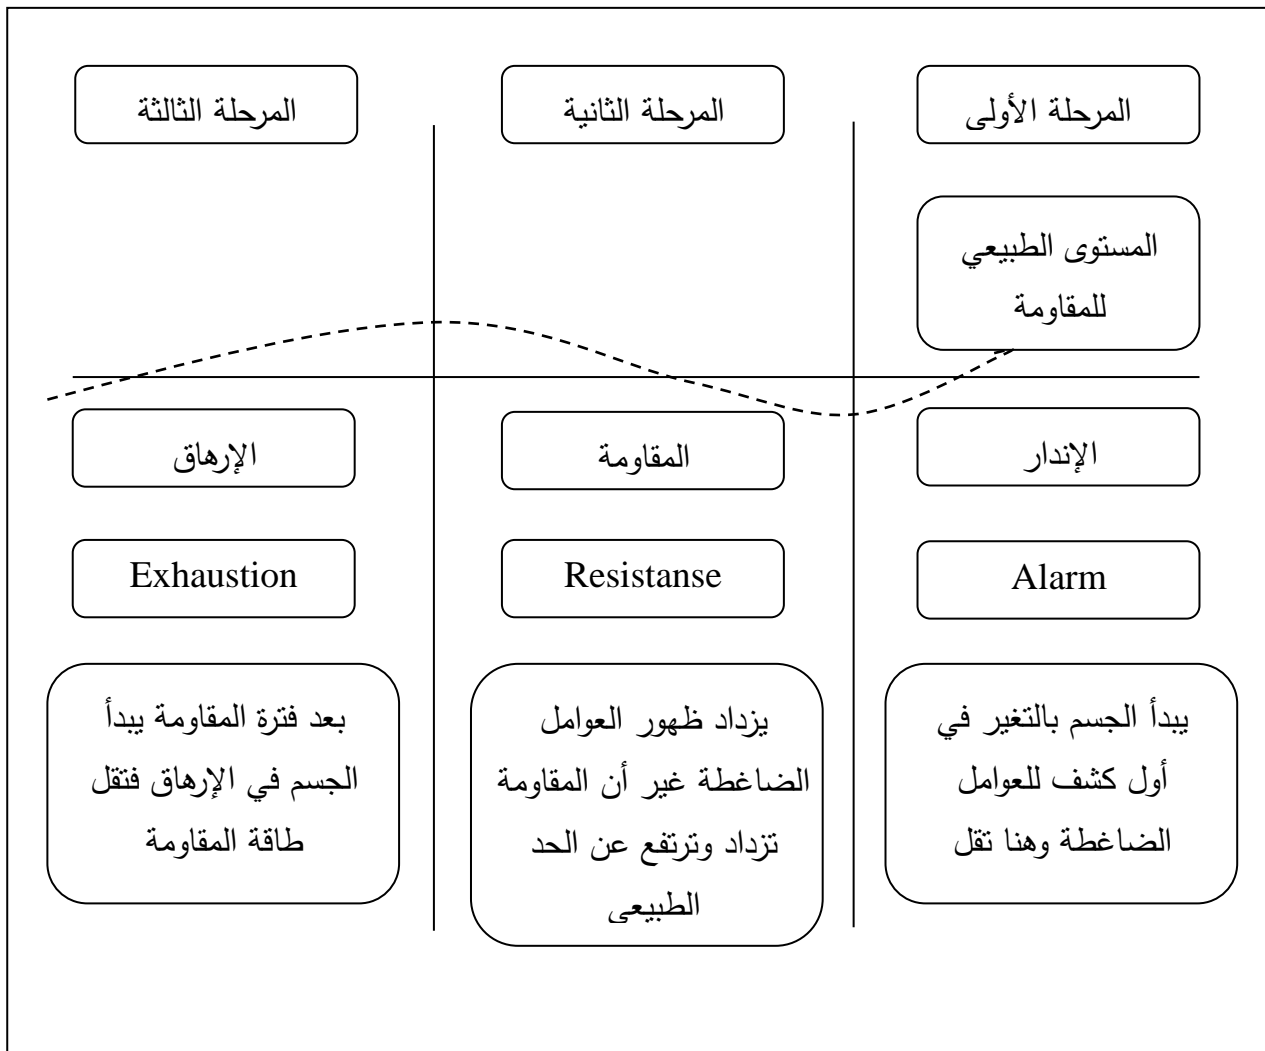 المرحلة الأولى
المرحلة الثانية
المرحلة الثالثة
المستوى الطبيعي
للمقاومة
الإندار
المقاومة
الإرهاق
Alarm
Resistanse
Exhaustion
يبدأ الجسم بالتغير في
أول كشف للعوامل
الضاغطة وهنا تقل
يزداد ظهور العوامل
الضاغطة غير أن المقاومة
تزداد وترتفع عن الحد
الطبيعي
بعد فترة المقاومة يبدأ
الجسم في الإرهاق فتقل
طاقة المقاومة